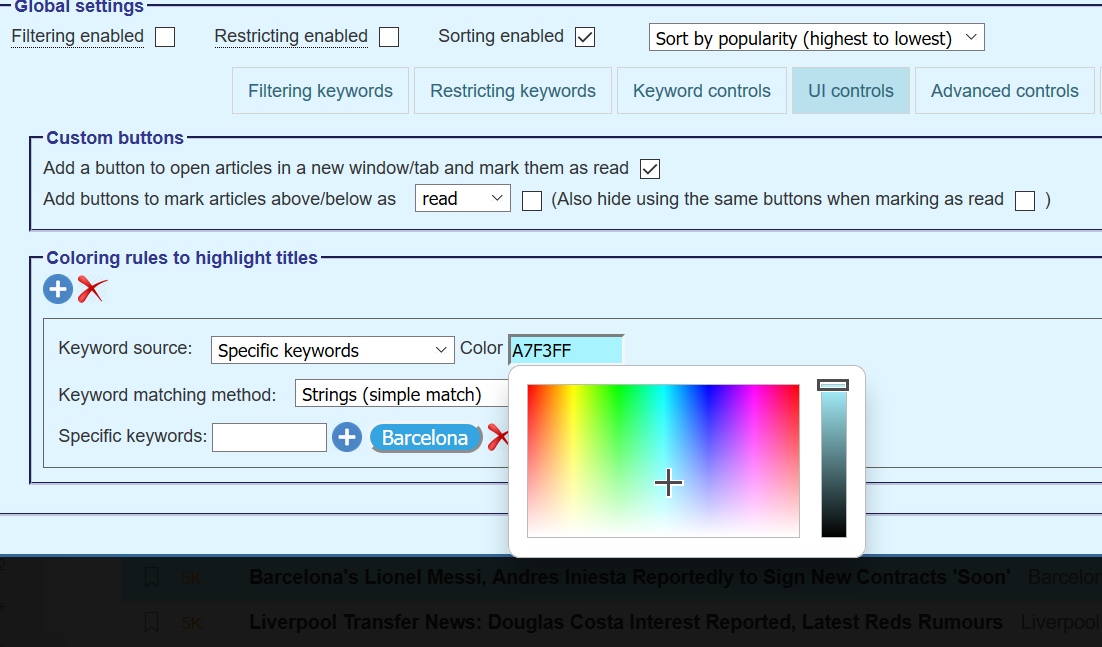 Global settings
Filtering enabled Restricting enabled Sorting enabled Sort by popularity (highest to lowest)
Filtering keywords Restricting keywords Keyword controls UI controls Advanced controls
Custom buttons
Add a button to open articles in a new window/tab and mark them as read
Add buttons to mark articles above/below as read (Also hide using the same buttons when marking as read )
Coloring rules to highlight titles
Keyword source: Specific keywords Color A7F3FF
Keyword matching method: Strings (simple match)
Specific keywords: Barcelona
5K Barcelona's Lionel Messi, Andres Iniesta Reportedly to Sign New Contracts 'Soon'
5K Liverpool Transfer News: Douglas Costa Interest Reported, Latest Reds Rumours Liverpool